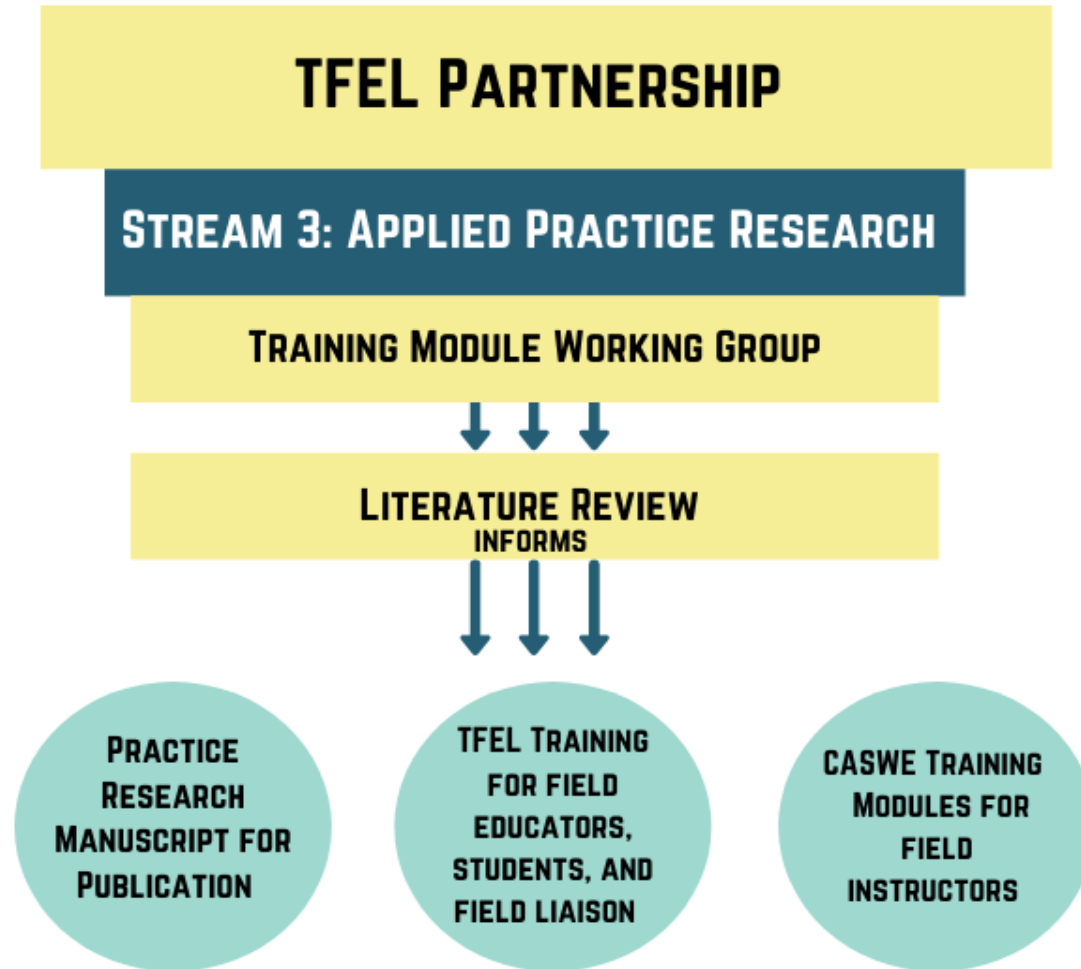 TFEL Partnership
Stream 3: Applied Practice Research
Training Module Working Group
Literature Review
informs
Practice
Research
Manuscript for
Publication
TFEL Training
for field
educators,
students, and
field liaison
CASWE Training
Modules for
field
instructors